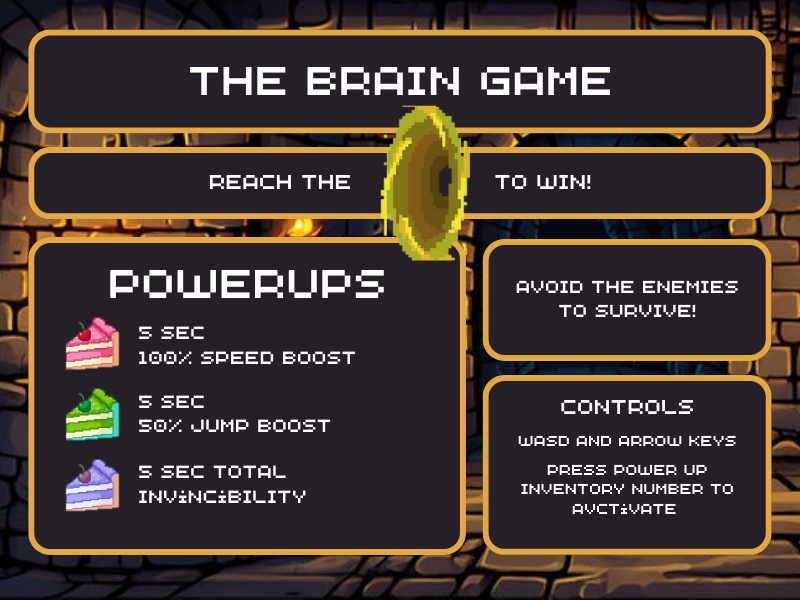 THE BRAIN GAME
REACH THE TO WIN!
POWERUPS
5 SEC
100% SPEED BOOST
5 SEC
50% JUMP BOOST
5 SEC TOTAL
INViNCiBILITY
AVOID THE ENEMIES
TO SURVIVE!
CONTROLS
WASD AND ARROW KEYS
PRESS POWER UP
INVENTORY NUMBER TO
AVCTiVATE